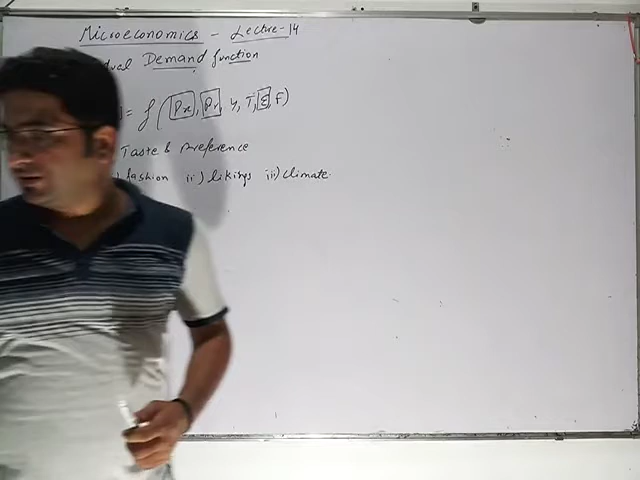 Microeconomics - Lecture-14
dual Demand function
= f(Px, Pr, Y, T, E, F)
Taste & Preference
fashion ii) likings iii) climate